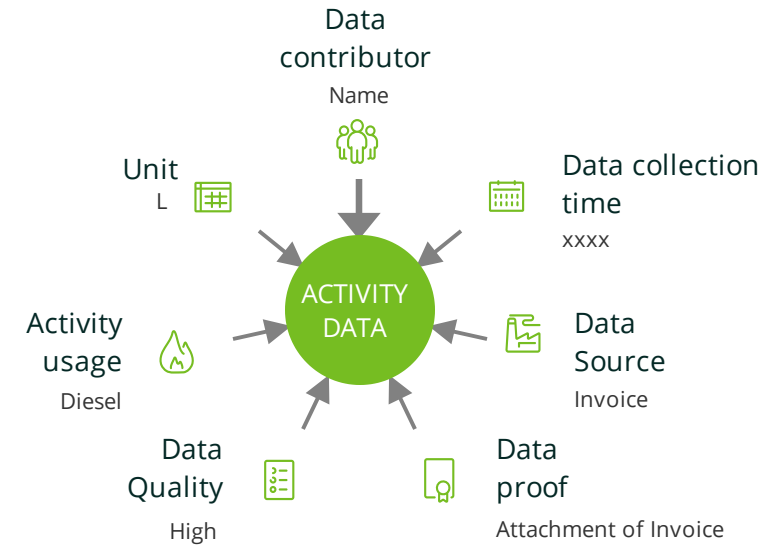 Data
contributor
Name
Unit
L
Data collection
time
xxxx
ACTIVITY
DATA
Activity
usage
Diesel
Data
Source
Invoice
Data
Quality
High
Data
proof
Attachment of Invoice